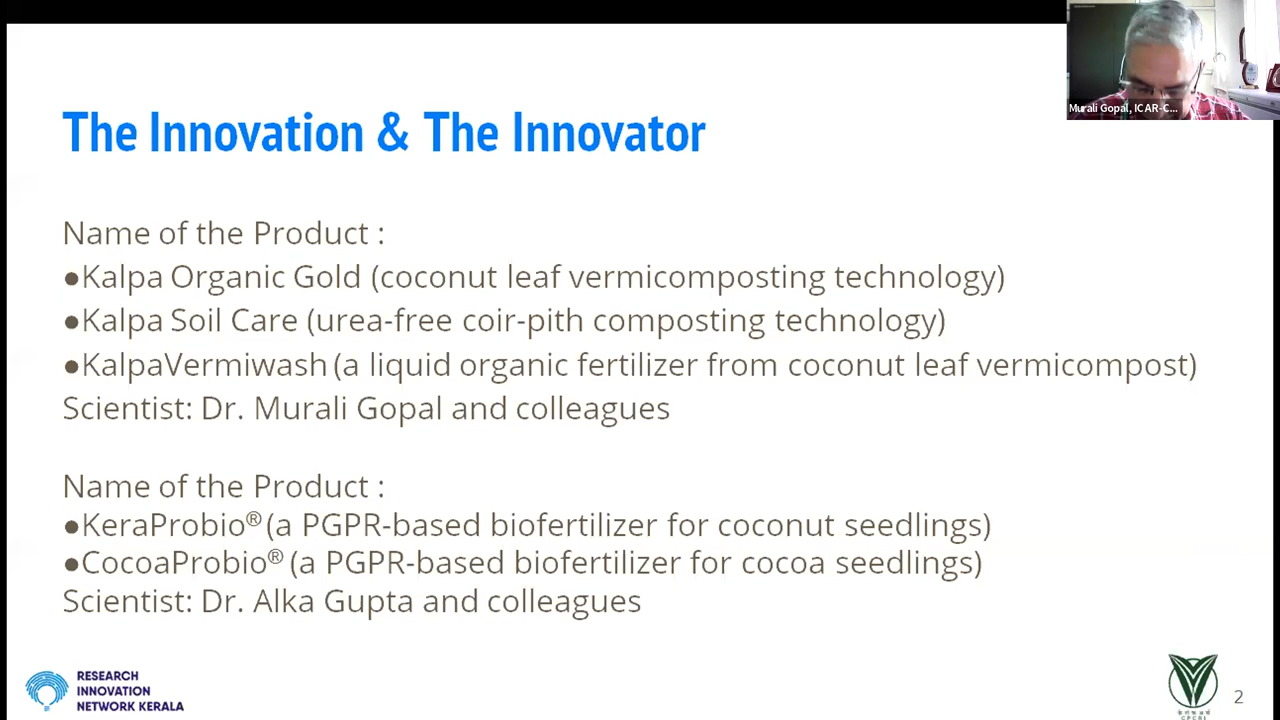 Murali Gopal, ICAR-C...
The Innovation & The Innovator
Name of the Product :
●Kalpa Organic Gold (coconut leaf vermicomposting technology)
●Kalpa Soil Care (urea-free coir-pith composting technology)
●KalpaVermiwash (a liquid organic fertilizer from coconut leaf vermicompost)
Scientist: Dr. Murali Gopal and colleagues
Name of the Product :
●KeraProbio® (a PGPR-based biofertilizer for coconut seedlings)
●CocoaProbio® (a PGPR-based biofertilizer for cocoa seedlings)
Scientist: Dr. Alka Gupta and colleagues
RESEARCH
INNOVATION
NETWORK KERALA
CPCRI
2